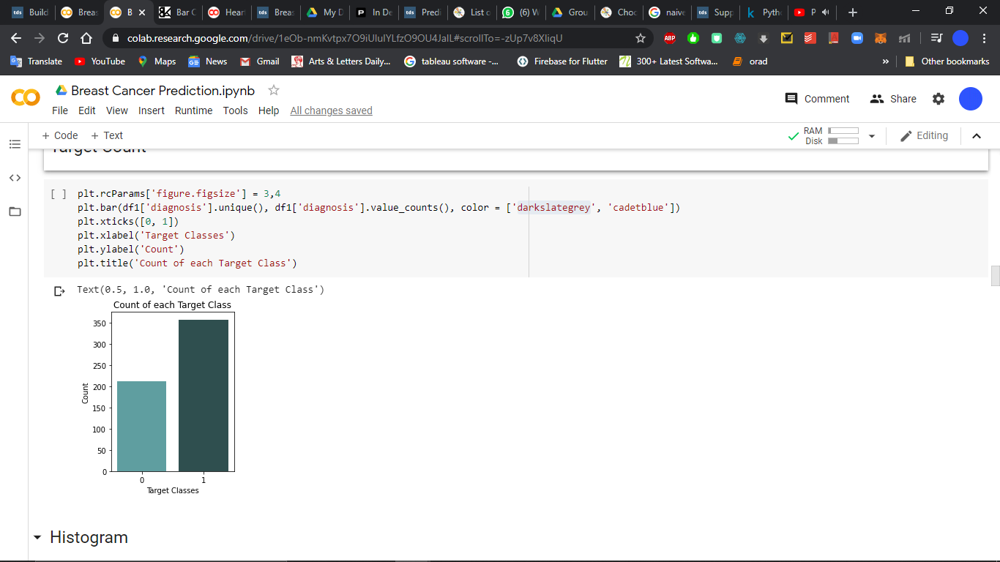 Build
Breas
B
Bar C
Hear
Breas
My D
In De
Predi
List o
(6) W
Grou
Choc
naive
Supp
Pyth
P
colab.research.google.com/drive/1eOb-nmKvtpx7O9iUluIYLfzO9OU4JalL#scrollTo=-zUp7v8XIiqU
Translate
YouTube
Maps
News
Gmail
Arts & Letters Daily...
tableau software -...
Firebase for Flutter
300+ Latest Softwa...
orad
»
Other bookmarks
Breast Cancer Prediction.ipynb
Comment
Share
File Edit View Insert Runtime Tools Help All changes saved
+ Code + Text
RAM
Disk
Editing
Target Count
[ ] plt.rcParams['figure.figsize'] = 3,4
plt.bar(df1['diagnosis'].unique(), df1['diagnosis'].value_counts(), color = ['darkslategrey', 'cadetblue'])
plt.xticks([0, 1])
plt.xlabel('Target Classes')
plt.ylabel('Count')
plt.title('Count of each Target Class')
Text(0.5, 1.0, 'Count of each Target Class')
Count of each Target Class
350
300
250
200
150
100
50
0
Count
0 1
Target Classes
Histogram